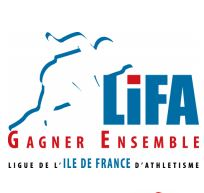 LiFA
GAGNER ENSEMBLE
LIGUE DE L'ILE DE FRANCE D'ATHLETISME